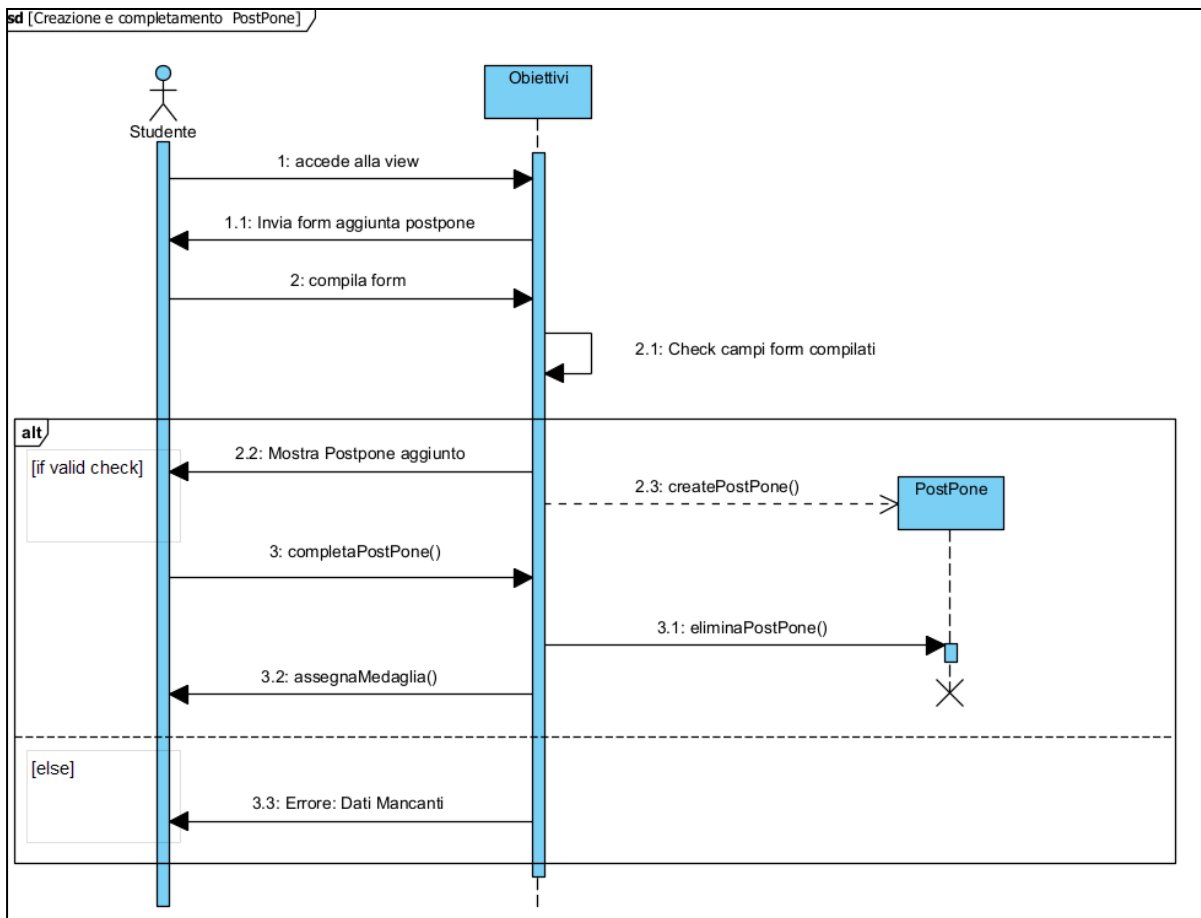 sd [Creazione e completamento PostPone]
Obiettivi
Studente
1: accede alla view
1.1: Invia form aggiunta postpone
2: compila form
2.1: Check campi form compilati
alt
[if valid check]
2.2: Mostra Postpone aggiunto
2.3: createPostPone()
PostPone
3: completaPostPone()
3.1: eliminaPostPone()
3.2: assegnaMedaglia()
[else]
3.3: Errore: Dati Mancanti